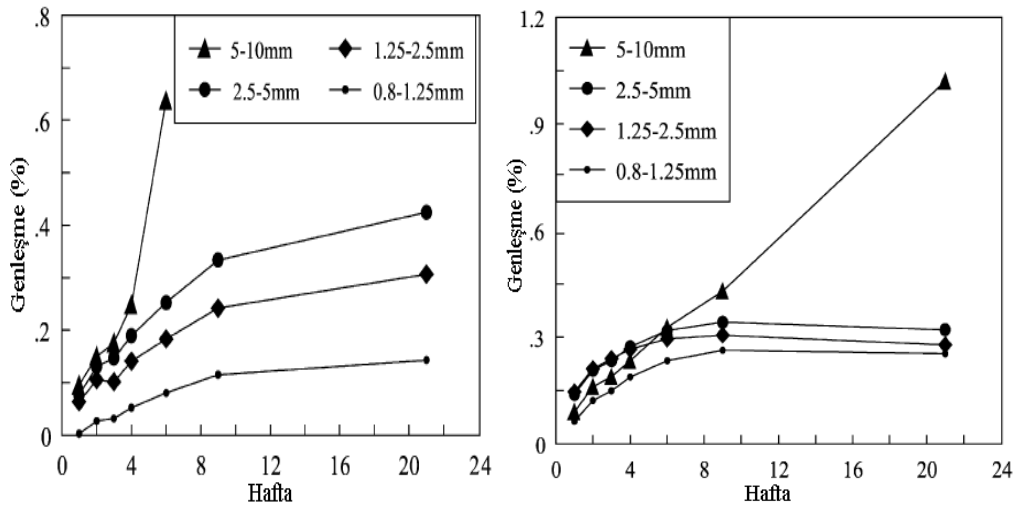 .8
.6
.4
.2
0
Genleşme (%)
5-10mm 1.25-2.5mm
2.5-5mm 0.8-1.25mm
0 4 8 12 16 20 24
Hafta
1.2
.9
.6
.3
0
Genleşme (%)
5-10mm
2.5-5mm
1.25-2.5mm
0.8-1.25mm
0 4 8 12 16 20 24
Hafta